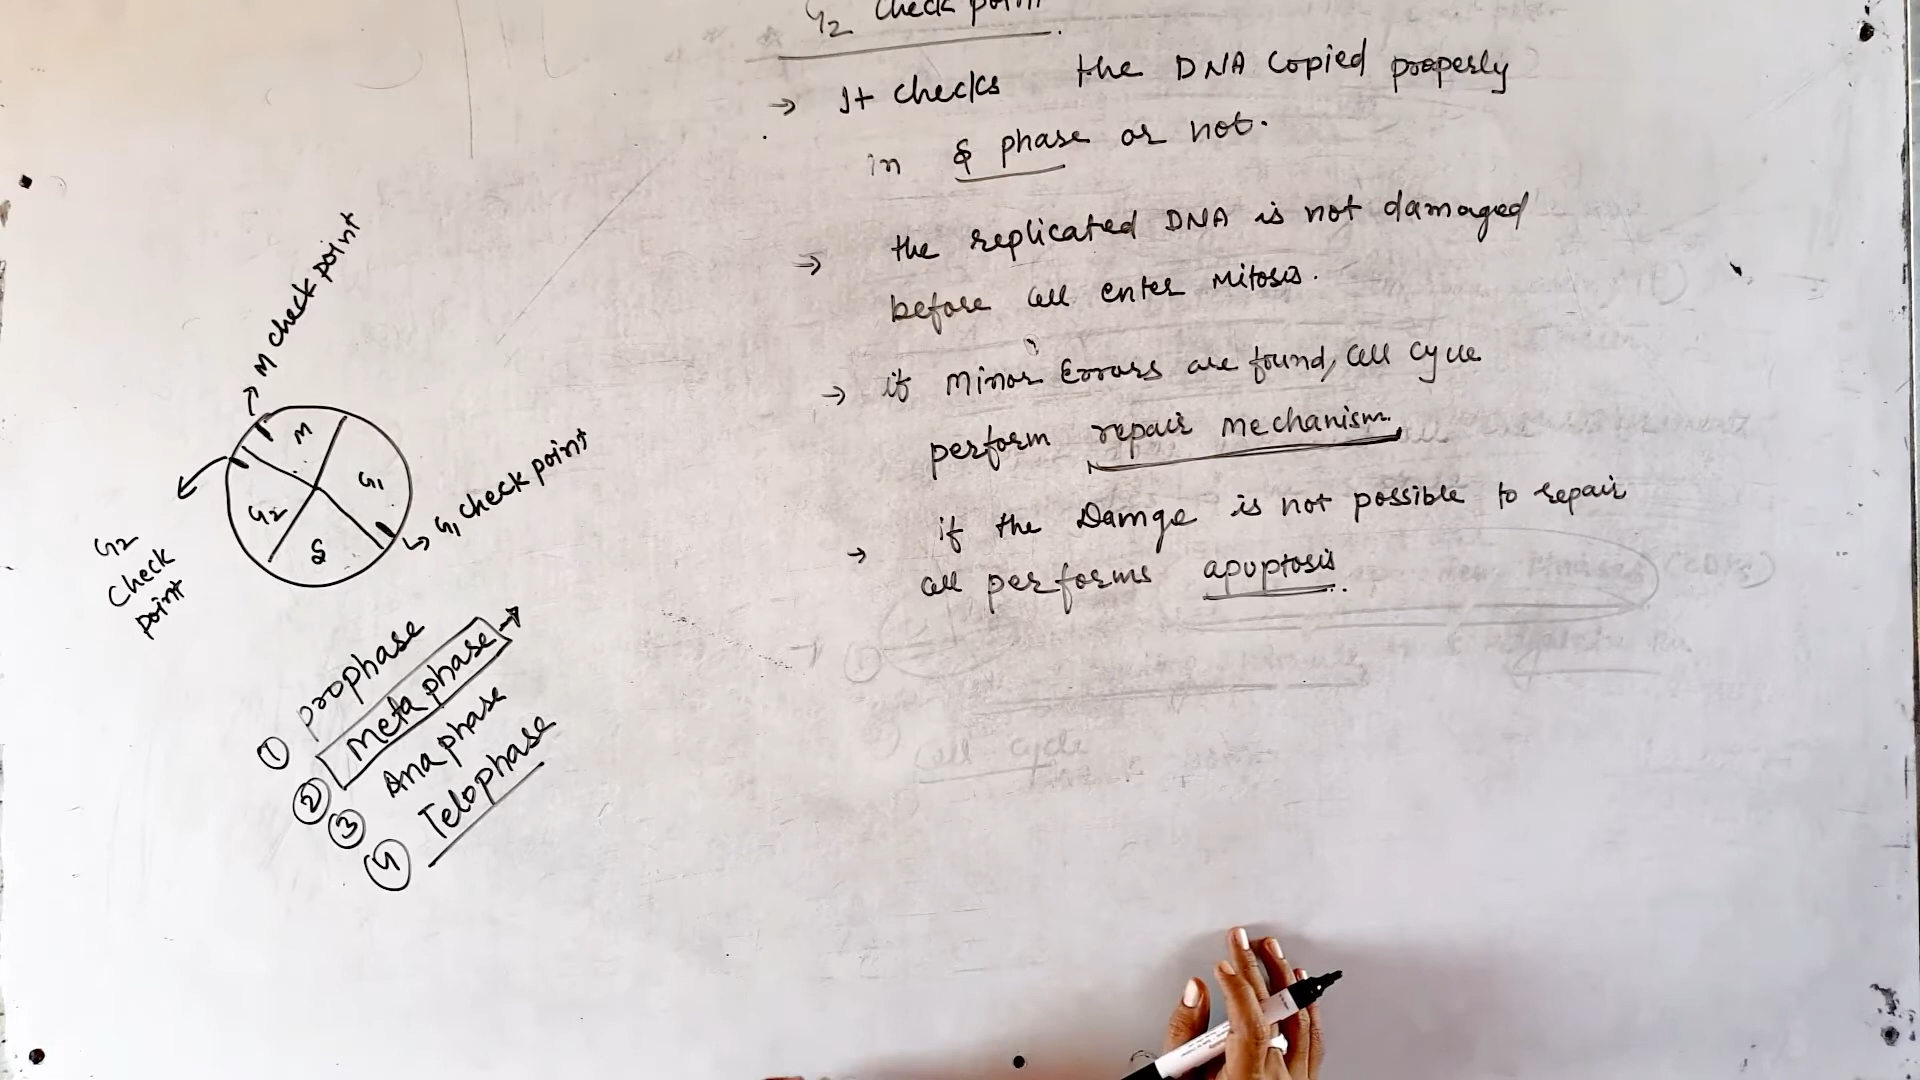 G2 Check point
→ It checks the DNA copied properly
in S phase or not.
→ the replicated DNA is not damaged
before cell enter mitosis.
→ if minor Errors are found, cell cycle
perform repair mechanism.
→ if the Damge is not possible to repair
cell performs apoptosis.
M check point
M
G1
G2
S
G1 check point
G2
check
point
① prophase
② Meta phase →
③ Anaphase
④ Telophase
cell cycle